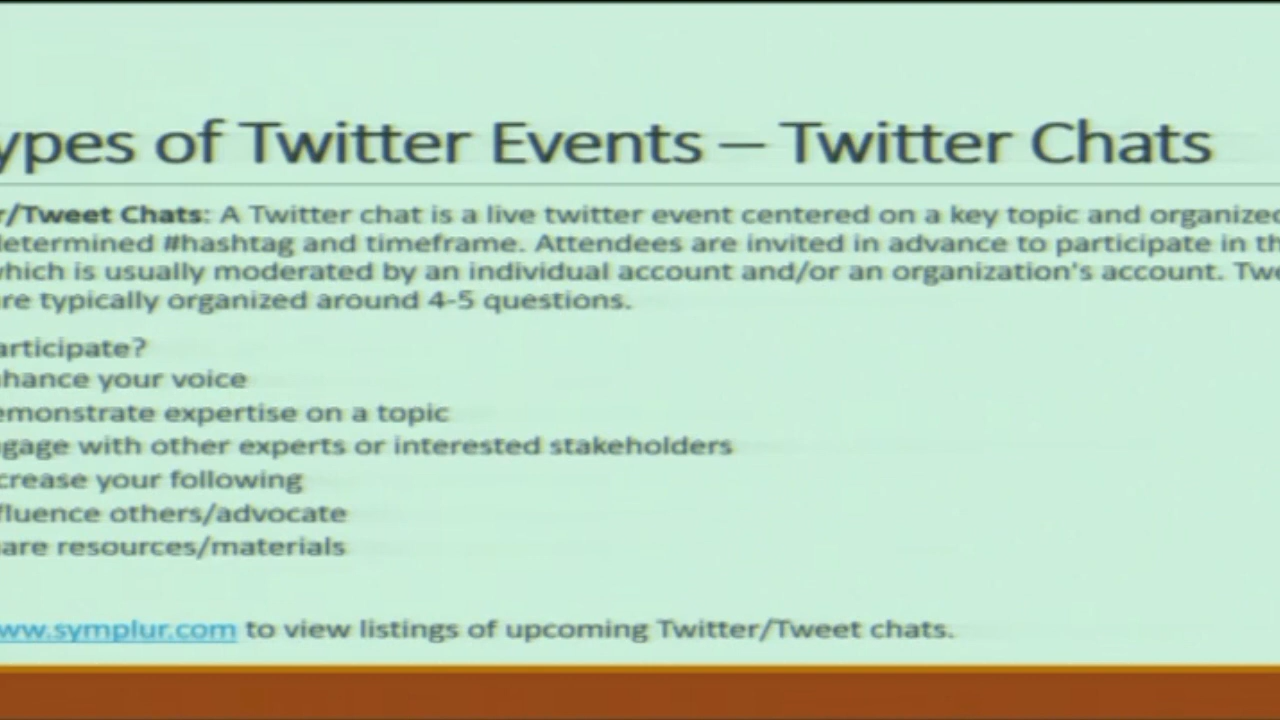 ypes of Twitter Events – Twitter Chats
r/Tweet Chats: A Twitter chat is a live twitter event centered on a key topic and organized
determined #hashtag and timeframe. Attendees are invited in advance to participate in th
which is usually moderated by an individual account and/or an organization's account. Twe
re typically organized around 4-5 questions.
articipate?
nhance your voice
emonstrate expertise on a topic
ngage with other experts or interested stakeholders
crease your following
fluence others/advocate
are resources/materials
ww.symplur.com to view listings of upcoming Twitter/Tweet chats.